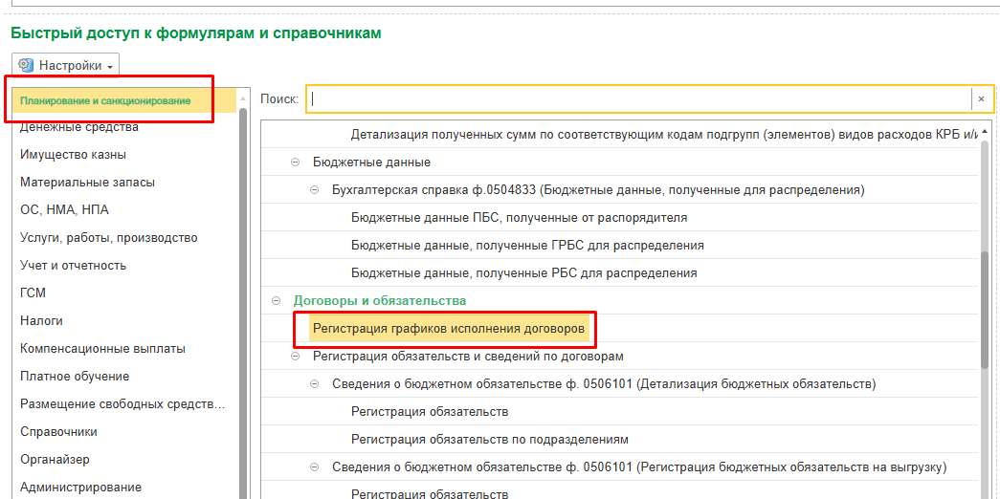 Быстрый доступ к формулярам и справочникам
Настройки
Планирование и санкционирование
Денежные средства
Имущество казны
Материальные запасы
ОС, НМА, НПА
Услуги, работы, производство
Учет и отчетность
ГСМ
Налоги
Компенсационные выплаты
Платное обучение
Размещение свободных средств...
Справочники
Органайзер
Администрирование
Поиск:
Детализация полученных сумм по соответствующим кодам подгрупп (элементов) видов расходов КРБ и/и
Бюджетные данные
Бухгалтерская справка ф.0504833 (Бюджетные данные, полученные для распределения)
Бюджетные данные ПБС, полученные от распорядителя
Бюджетные данные, полученные ГРБС для распределения
Бюджетные данные, полученные РБС для распределения
Договоры и обязательства
Регистрация графиков исполнения договоров
Регистрация обязательств и сведений по договорам
Сведения о бюджетном обязательстве ф. 0506101 (Детализация бюджетных обязательств)
Регистрация обязательств
Регистрация обязательств по подразделениям
Сведения о бюджетном обязательстве ф. 0506101 (Регистрация бюджетных обязательств на выгрузку)
Регистрация обязательств